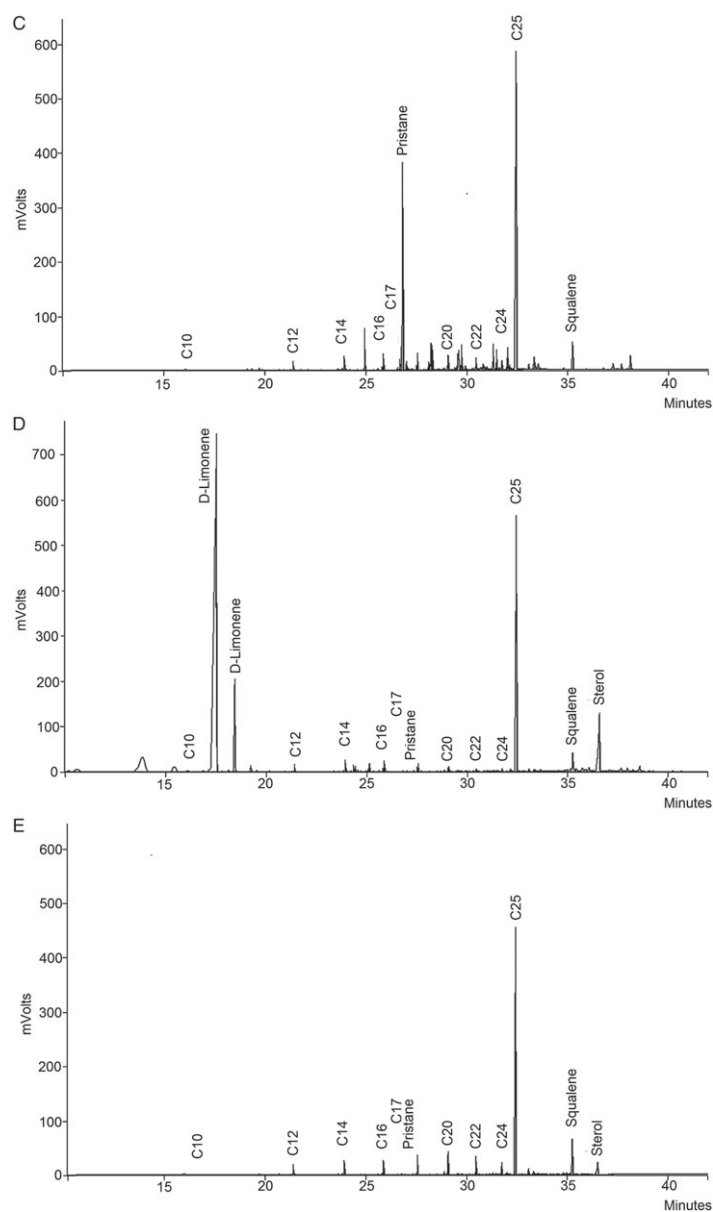 C
600
500
400
300
200
100
0
mVolts
C10
C12
C14
C16
C17
Pristane
C20
C22
C24
C25
Squalene
15
20
25
30
35
40
Minutes
D
700
600
500
400
300
200
100
0
mVolts
C10
D-Limonene
D-Limonene
C12
C14
C16
C17
Pristane
C20
C22
C24
C25
Squalene
Sterol
15
20
25
30
35
40
Minutes
E
600
500
400
300
200
100
0
mVolts
C10
C12
C14
C16
C17
Pristane
C20
C22
C24
C25
Squalene
Sterol
15
20
25
30
35
40
Minutes